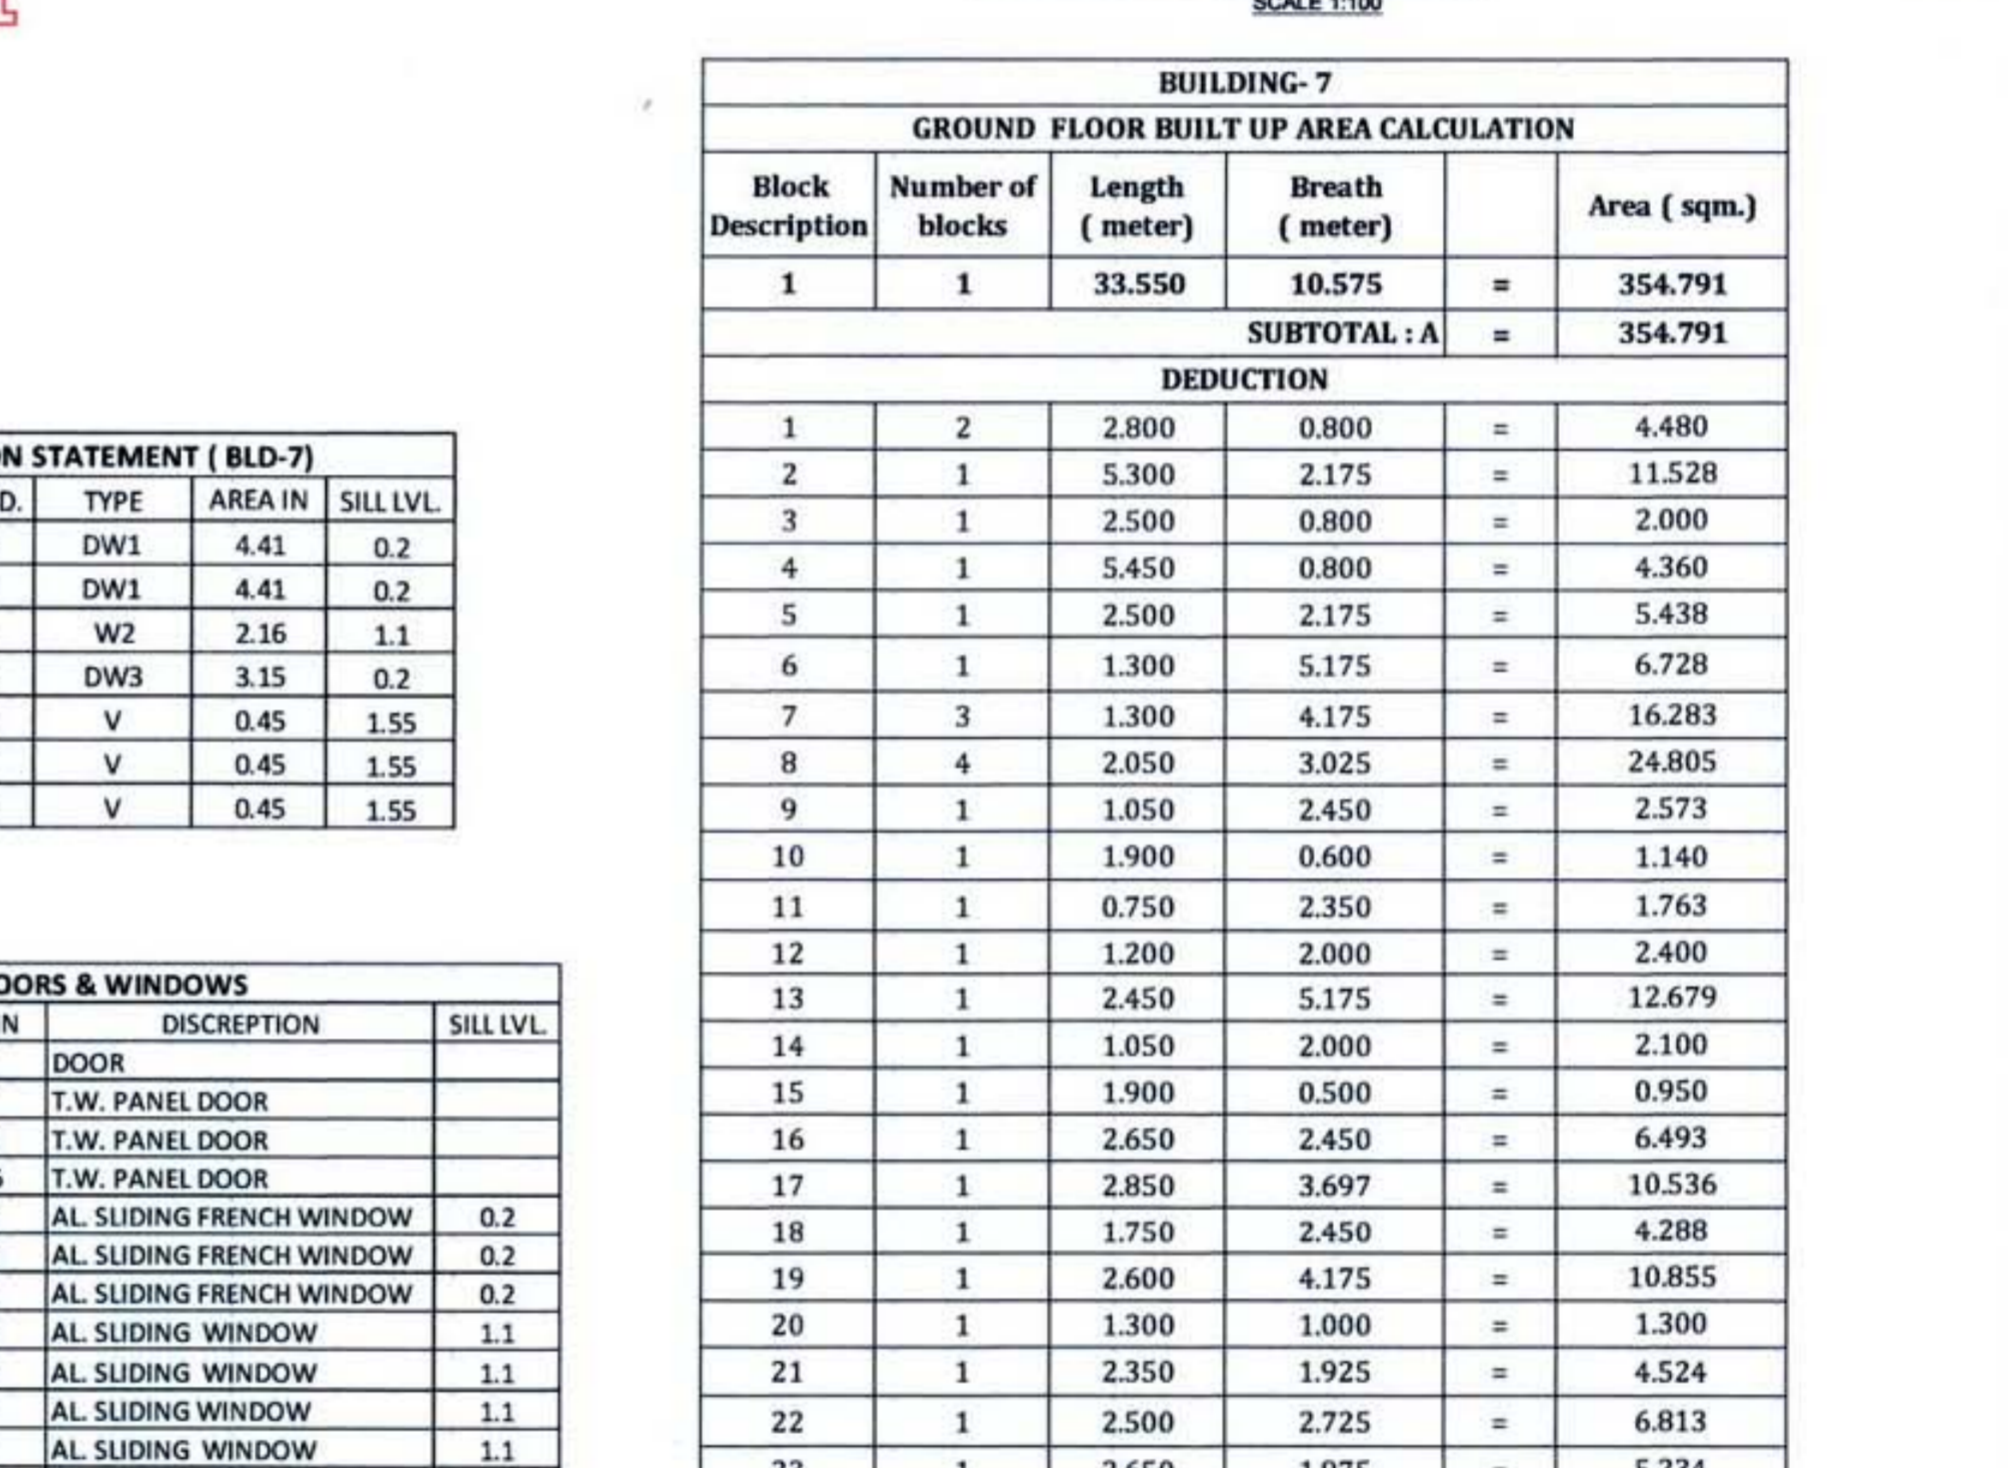 SCALE 1:100
BUILDING- 7
GROUND FLOOR BUILT UP AREA CALCULATION
Block Description Number of blocks Length ( meter) Breath ( meter) Area ( sqm.)
1 1 33.550 10.575 = 354.791
SUBTOTAL : A = 354.791
DEDUCTION
1 2 2.800 0.800 = 4.480
2 1 5.300 2.175 = 11.528
3 1 2.500 0.800 = 2.000
4 1 5.450 0.800 = 4.360
5 1 2.500 2.175 = 5.438
6 1 1.300 5.175 = 6.728
7 3 1.300 4.175 = 16.283
8 4 2.050 3.025 = 24.805
9 1 1.050 2.450 = 2.573
10 1 1.900 0.600 = 1.140
11 1 0.750 2.350 = 1.763
12 1 1.200 2.000 = 2.400
13 1 2.450 5.175 = 12.679
14 1 1.050 2.000 = 2.100
15 1 1.900 0.500 = 0.950
16 1 2.650 2.450 = 6.493
17 1 2.850 3.697 = 10.536
18 1 1.750 2.450 = 4.288
19 1 2.600 4.175 = 10.855
20 1 1.300 1.000 = 1.300
21 1 2.350 1.925 = 4.524
22 1 2.500 2.725 = 6.813
N STATEMENT ( BLD-7)
D. TYPE AREA IN SILL LVL.
DW1 4.41 0.2
DW1 4.41 0.2
W2 2.16 1.1
DW3 3.15 0.2
V 0.45 1.55
V 0.45 1.55
V 0.45 1.55
OORS & WINDOWS
N DISCREPTION SILL LVL.
DOOR
T.W. PANEL DOOR
T.W. PANEL DOOR
T.W. PANEL DOOR
AL. SLIDING FRENCH WINDOW 0.2
AL. SLIDING FRENCH WINDOW 0.2
AL. SLIDING FRENCH WINDOW 0.2
AL. SLIDING WINDOW 1.1
AL. SLIDING WINDOW 1.1
AL. SLIDING WINDOW 1.1
AL. SLIDING WINDOW 1.1